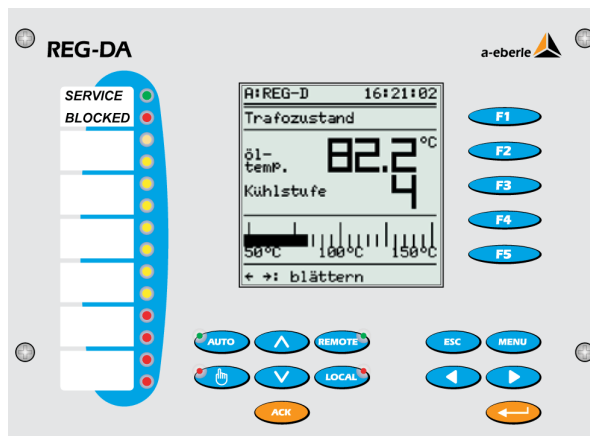 REG-DA
a-eberle
SERVICE
BLOCKED
A:REG-D 16:21:02
Trafozustand
öl-
temp. 82.2 °C
Kühlstufe 4
50°C 100°C 150°C
← →: blättern
F1
F2
F3
F4
F5
AUTO
REMOTE
ESC
MENU
LOCAL
ACK